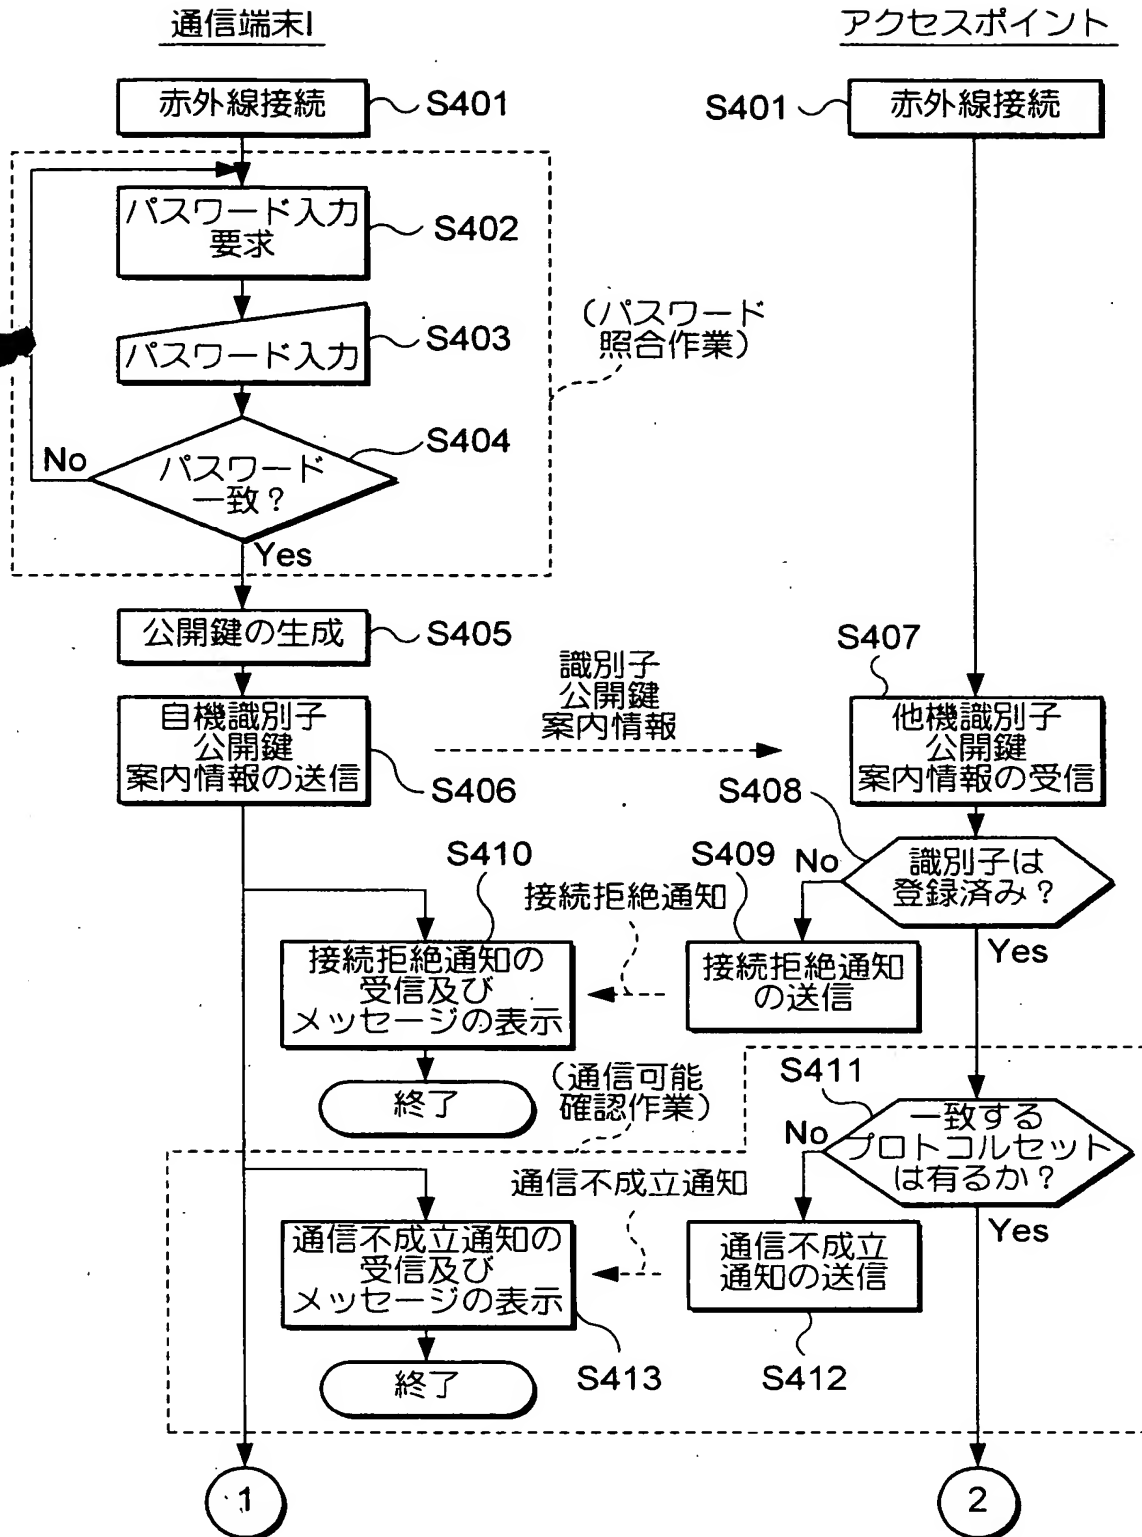 通信端末I
アクセスポイント
赤外線接続
S401
S401
赤外線接続
パスワード入力
要求
S402
パスワード入力
S403
(パスワード
照合作業)
パスワード
一致?
S404
No
Yes
公開鍵の生成
S405
自機識別子
公開鍵
案内情報の送信
S406
識別子
公開鍵
案内情報
S407
他機識別子
公開鍵
案内情報の受信
S408
識別子は
登録済み?
No
Yes
S409
接続拒絶通知
の送信
接続拒絶通知
S410
接続拒絶通知の
受信及び
メッセージの表示
終了
(通信可能
確認作業)
S411
一致する
プロトコルセット
は有るか?
No
Yes
通信不成立通知
通信不成立
通知の送信
S412
通信不成立通知の
受信及び
メッセージの表示
S413
終了
1
2